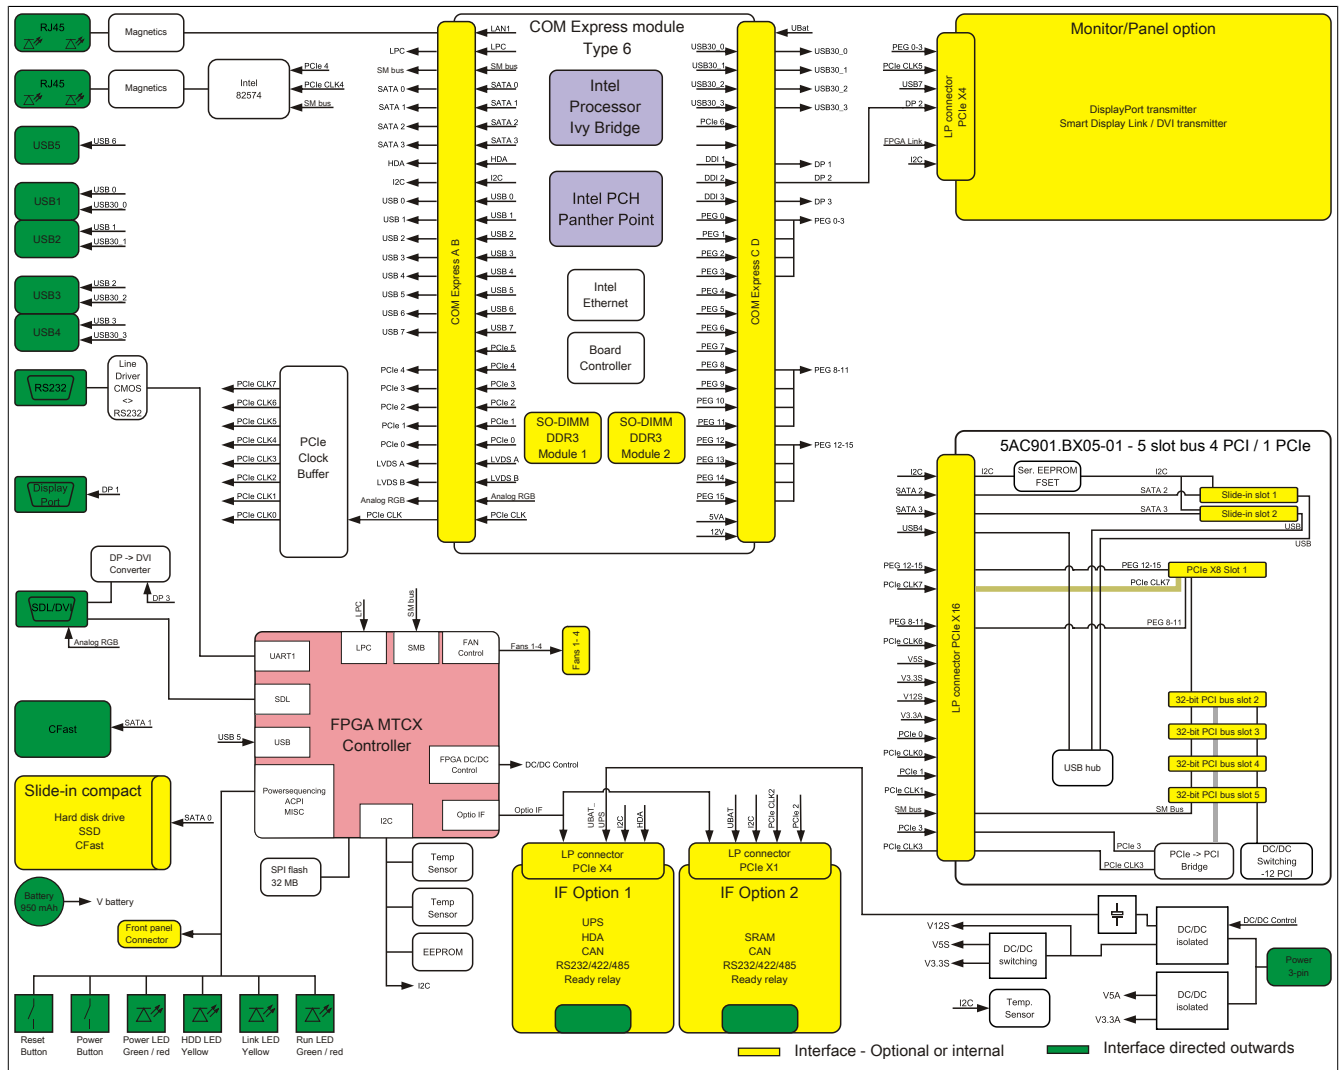 RJ45
Magnetics
RJ45
Magnetics
Intel
82574
PCIe 4
PCIe CLK4
SM bus
USB5
USB 6
USB1
USB 0
USB30_0
USB2
USB 1
USB30_1
USB3
USB 2
USB30_2
USB4
USB 3
USB30_3
RS232
Line
Driver
CMOS
<>
RS232
Display
Port
DP 1
DP -> DVI
Converter
DP 3
SDL/DVI
Analog RGB
CFast
SATA 1
Slide-in compact
Hard disk drive
SSD
CFast
SATA 0
Battery
950 mAh
V battery
Front panel
Connector
Reset
Button
Power
Button
Power LED
Green / red
HDD LED
Yellow
Link LED
Yellow
Run LED
Green / red
PCIe CLK7
PCIe CLK6
PCIe CLK5
PCIe CLK4
PCIe CLK3
PCIe CLK2
PCIe CLK1
PCIe CLK0
PCIe
Clock
Buffer
PCIe CLK
LPC
SM bus
SATA 0
SATA 1
SATA 2
SATA 3
HDA
I2C
USB 0
USB 1
USB 2
USB 3
USB 4
USB 5
USB 6
USB 7
PCIe 4
PCIe 3
PCIe 2
PCIe 1
PCIe 0
LVDS A
LVDS B
Analog RGB
COM Express A B
LAN1
LPC
SM bus
SATA 0
SATA 1
SATA 2
SATA 3
HDA
I2C
USB 0
USB 1
USB 2
USB 3
USB 4
USB 5
USB 6
USB 7
PCIe 5
PCIe 4
PCIe 3
PCIe 2
PCIe 1
PCIe 0
LVDS A
LVDS B
Analog RGB
PCIe CLK
COM Express module
Type 6
Intel
Processor
Ivy Bridge
Intel PCH
Panther Point
Intel
Ethernet
Board
Controller
SO-DIMM
DDR3
Module 1
SO-DIMM
DDR3
Module 2
USB30_0
USB30_1
USB30_2
USB30_3
PCIe 6
DDI 1
DDI 2
DDI 3
PEG 0
PEG 1
PEG 2
PEG 3
PEG 4
PEG 5
PEG 6
PEG 7
PEG 8
PEG 9
PEG 10
PEG 11
PEG 12
PEG 13
PEG 14
PEG 15
5VA
12V
COM Express C D
UBat
USB30_0
USB30_1
USB30_2
USB30_3
DP 1
DP 2
DP 3
PEG 0-3
PEG 8-11
PEG 12-15
Monitor/Panel option
PEG 0-3
PCIe CLK5
USB7
DP 2
FPGA Link
I2C
LP connector
PCIe X4
DisplayPort transmitter
Smart Display Link / DVI transmitter
5AC901.BX05-01 - 5 slot bus 4 PCI / 1 PCIe
I2C
SATA 2
SATA 3
USB4
PEG 12-15
PCIe CLK7
PEG 8-11
PCIe CLK6
V5S
V3.3S
V12S
V3.3A
PCIe 0
PCIe CLK0
PCIe 1
PCIe CLK1
SM bus
PCIe 3
PCIe CLK3
LP connector PCIe X16
I2C
Ser. EEPROM
FSET
I2C
SATA 2
Slide-in slot 1
SATA 3
Slide-in slot 2
USB
USB
PEG 12-15
PCIe X8 Slot 1
PCIe CLK7
PEG 8-11
32-bit PCI bus slot 2
32-bit PCI bus slot 3
32-bit PCI bus slot 4
32-bit PCI bus slot 5
USB hub
SM Bus
PCIe 3
PCIe CLK3
PCIe -> PCI
Bridge
DC/DC
Switching
-12 PCI
LPC
SM bus
UART1
LPC
SMB
FAN
Control
Fans 1-4
Fans 1- 4
SDL
FPGA MTCX
Controller
USB 5
USB
FPGA DC/DC
Control
DC/DC Control
Powersequencing
ACPI
MISC
I2C
Optio IF
Optio IF
SPI flash
32 MB
Temp
Sensor
Temp
Sensor
EEPROM
I2C
UBAT_
UPS
I2C
HDA
LP connector
PCIe X4
IF Option 1
UPS
HDA
CAN
RS232/422/485
Ready relay
UBAT
I2C
PCIe CLK2
PCIe 2
LP connector
PCIe X1
IF Option 2
SRAM
CAN
RS232/422/485
Ready relay
V12S
V5S
V3.3S
DC/DC
switching
DC/DC
isolated
DC/DC Control
Power
3-pin
I2C
Temp.
Sensor
V5A
V3.3A
DC/DC
isolated
Interface - Optional or internal
Interface directed outwards